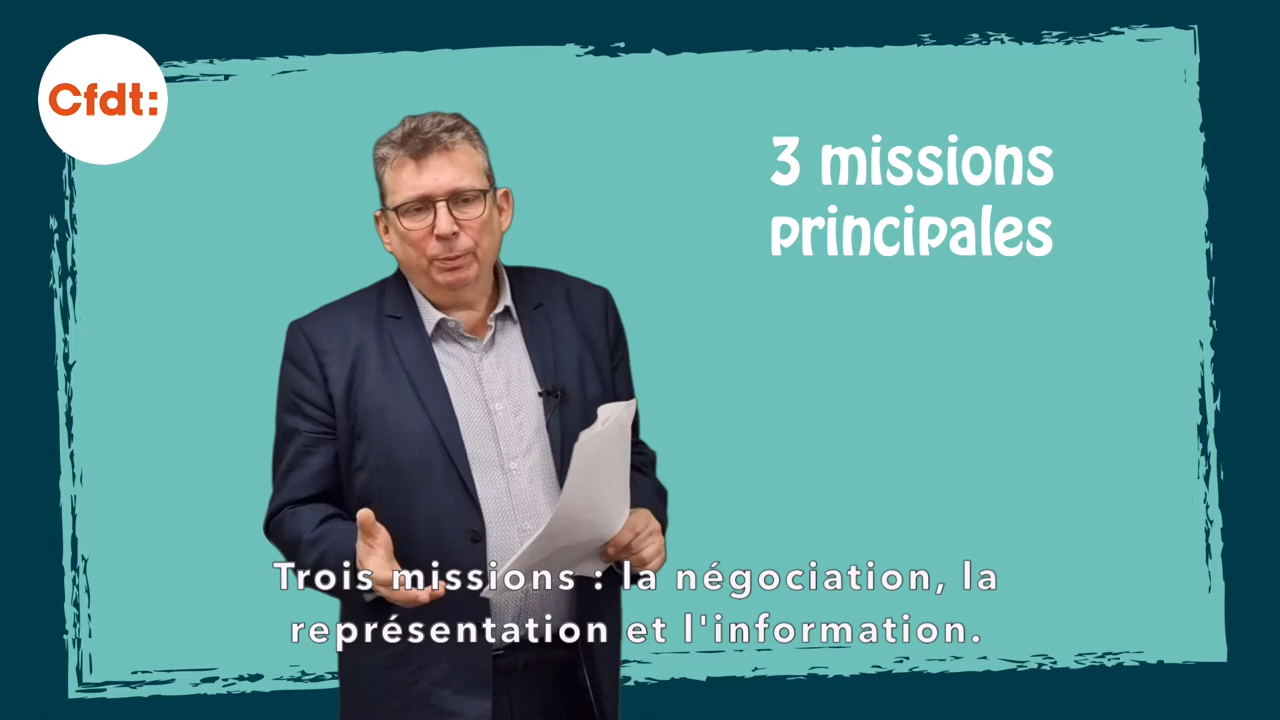 Cfdt:
3 missions
principales
Trois missions : la négociation, la
représentation et l'information.